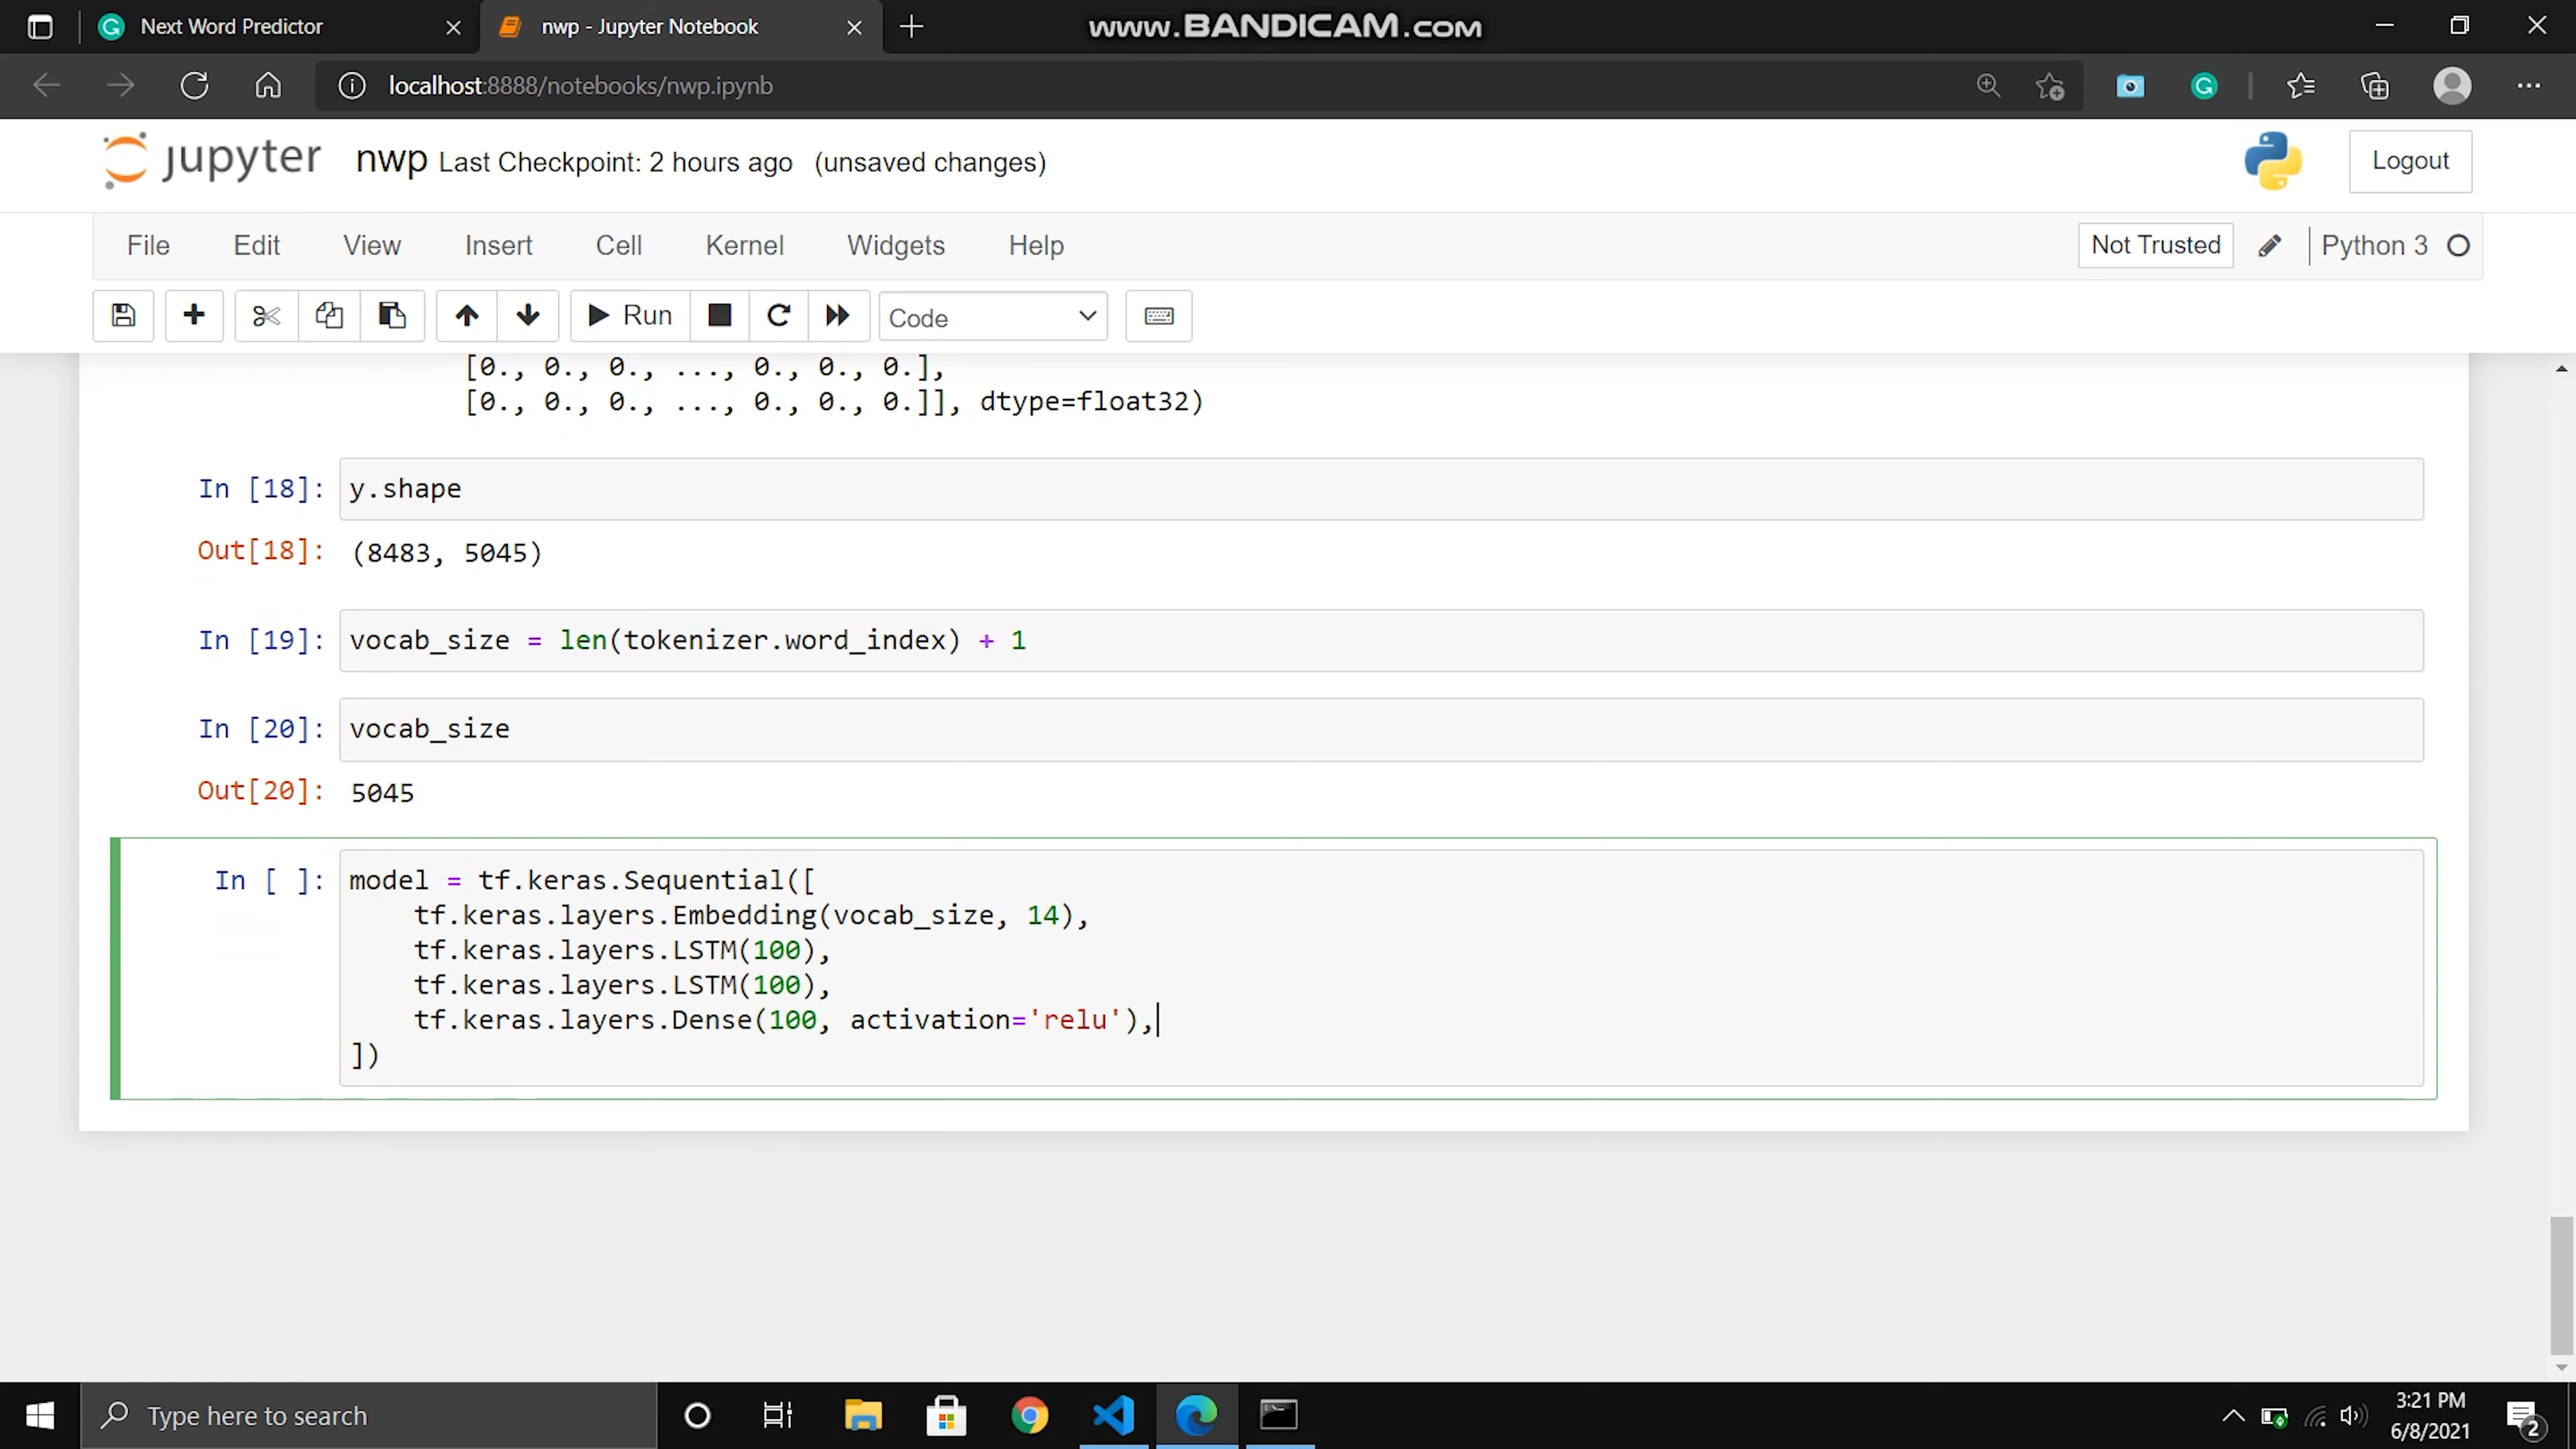 Next Word Predictor
nwp - Jupyter Notebook
www.BANDICAM.com
localhost:8888/notebooks/nwp.ipynb
jupyter nwp Last Checkpoint: 2 hours ago (unsaved changes)
Logout
File Edit View Insert Cell Kernel Widgets Help
Not Trusted Python 3
Run Code
[0., 0., 0., ..., 0., 0., 0.],
[0., 0., 0., ..., 0., 0., 0.]], dtype=float32)
In [18]: y.shape
Out[18]: (8483, 5045)
In [19]: vocab_size = len(tokenizer.word_index) + 1
In [20]: vocab_size
Out[20]: 5045
In [ ]: model = tf.keras.Sequential([
tf.keras.layers.Embedding(vocab_size, 14),
tf.keras.layers.LSTM(100),
tf.keras.layers.LSTM(100),
tf.keras.layers.Dense(100, activation='relu'),
])
Type here to search
3:21 PM
6/8/2021
2